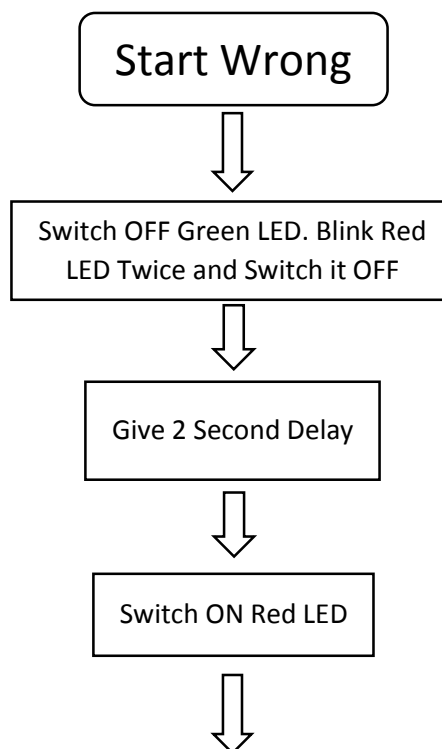 Start Wrong
Switch OFF Green LED. Blink Red
LED Twice and Switch it OFF
Give 2 Second Delay
Switch ON Red LED